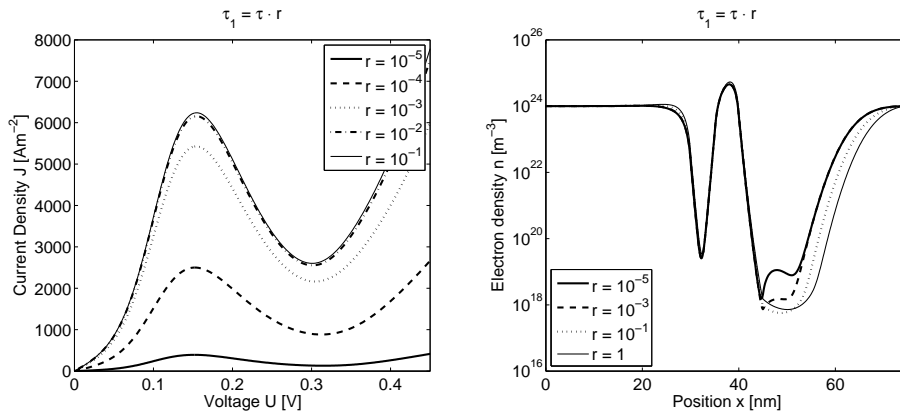 τ₁ = τ · r
8000
7000
6000
5000
4000
3000
2000
1000
0
Current Density J [Am⁻²]
0
0.1
0.2
0.3
0.4
Voltage U [V]
r = 10⁻⁵
r = 10⁻⁴
r = 10⁻³
r = 10⁻²
r = 10⁻¹
τ₁ = τ · r
10²⁶
10²⁴
10²²
10²⁰
10¹⁸
10¹⁶
Electron density n [m⁻³]
0
20
40
60
Position x [nm]
r = 10⁻⁵
r = 10⁻³
r = 10⁻¹
r = 1